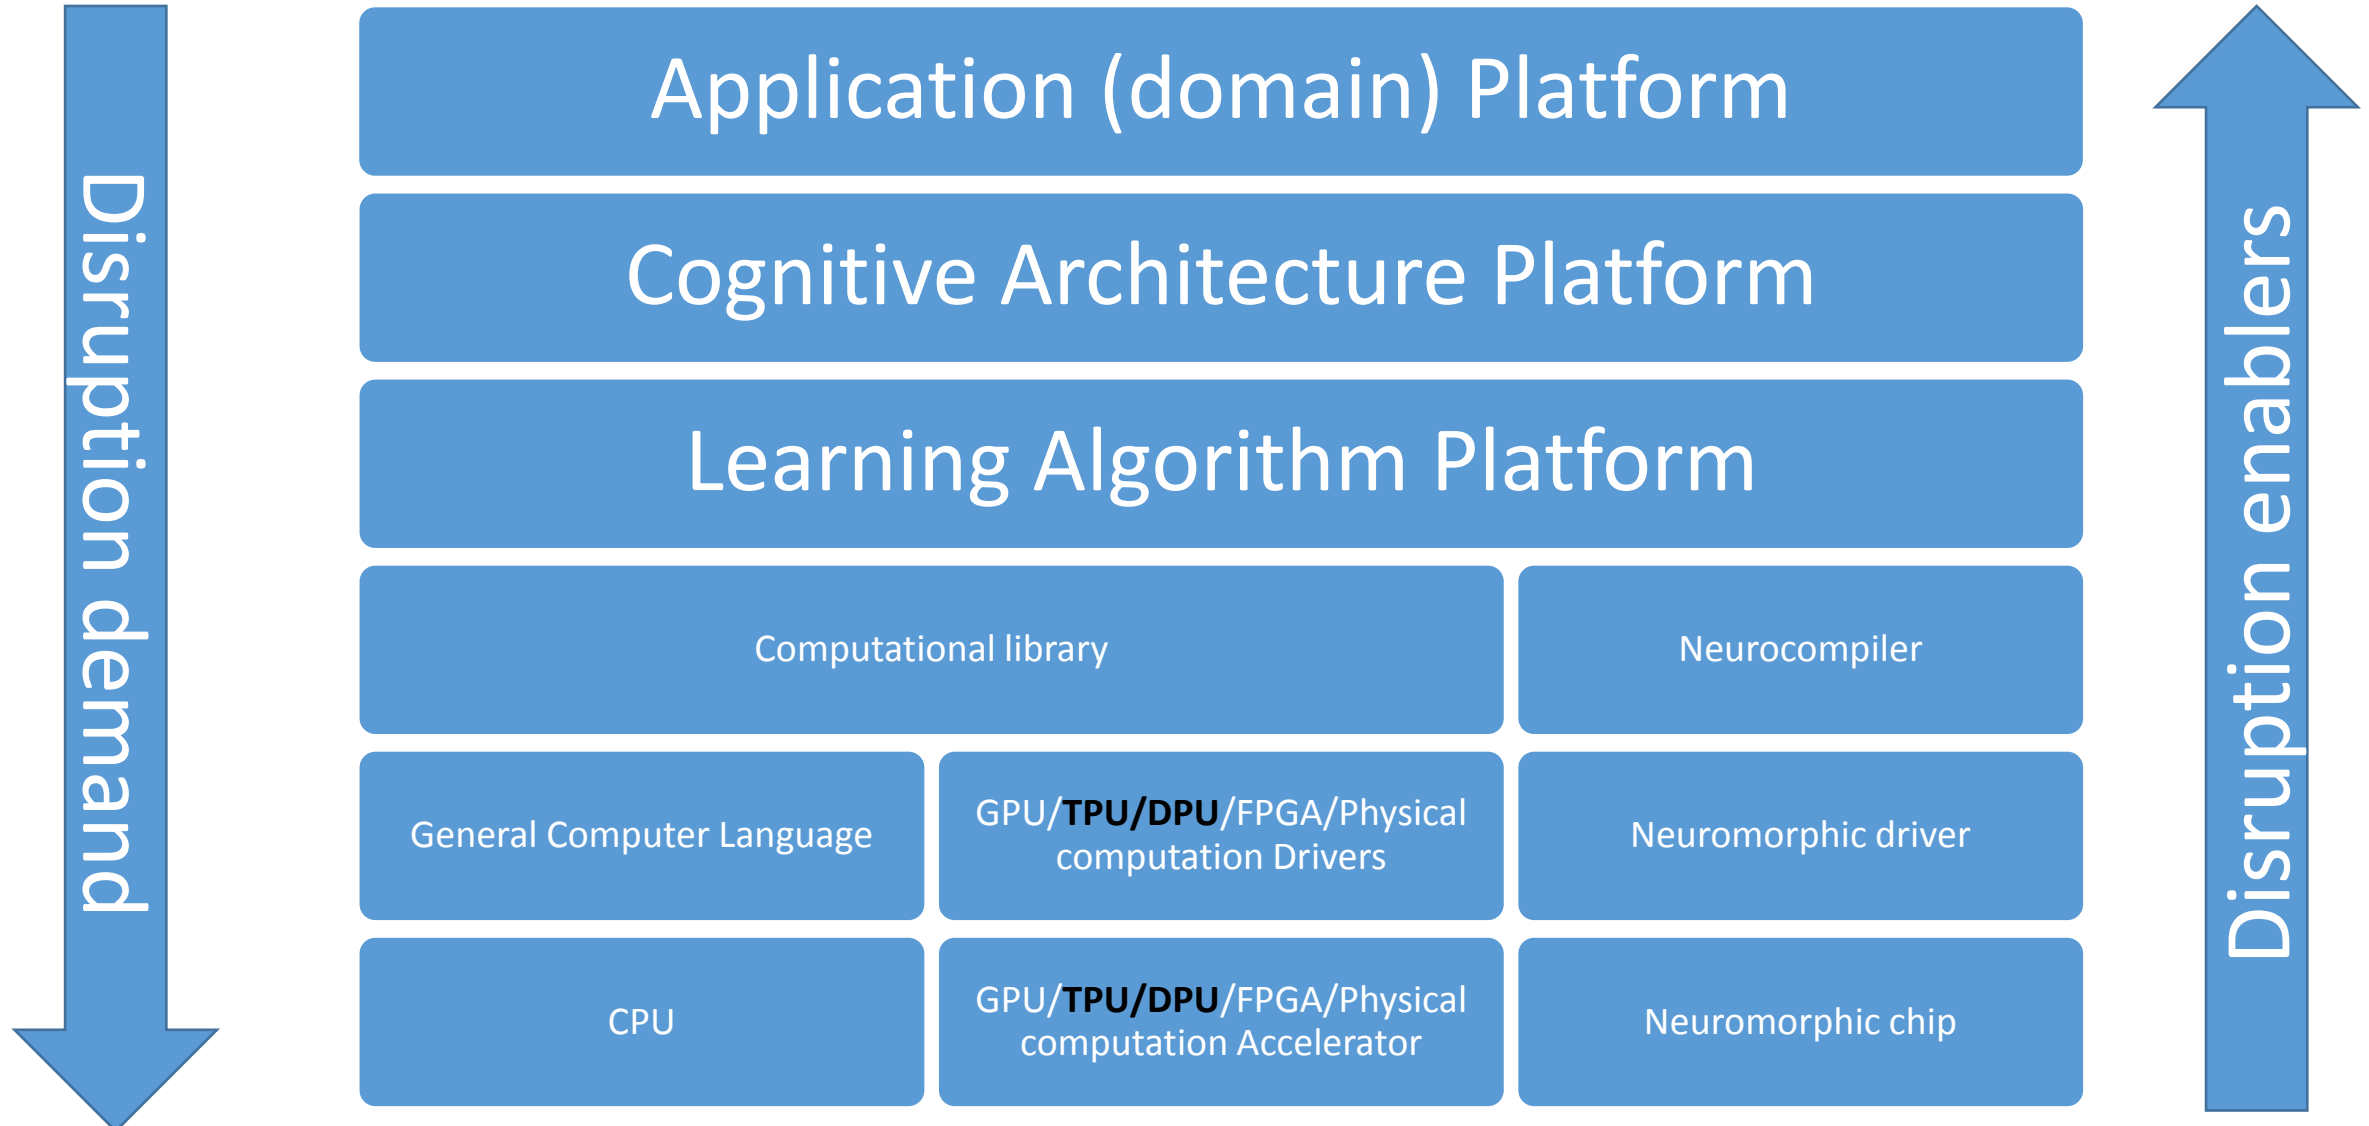 Disruption demand
Application (domain) Platform
Cognitive Architecture Platform
Learning Algorithm Platform
Computational library
Neurocompiler
General Computer Language
GPU/TPU/DPU/FPGA/Physical
computation Drivers
Neuromorphic driver
CPU
GPU/TPU/DPU/FPGA/Physical
computation Accelerator
Neuromorphic chip
Disruption enablers